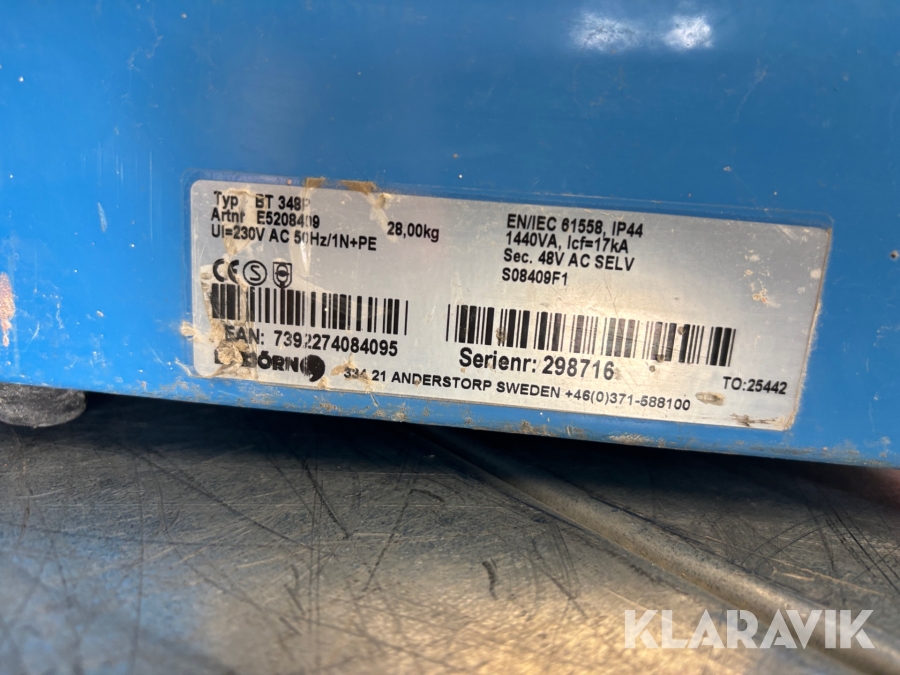 Typ BT 348P
Artnr E5208409 28,00kg
UI=230V AC 50Hz/1N+PE
EN/IEC 61558, IP44
1440VA, Icf=17kA
Sec. 48V AC SELV
S08409F1
CE S
EAN: 7392274084095
Serienr: 298716
TO:25442
21 ANDERSTORP SWEDEN +46(0)371-588100
KLARAVIK